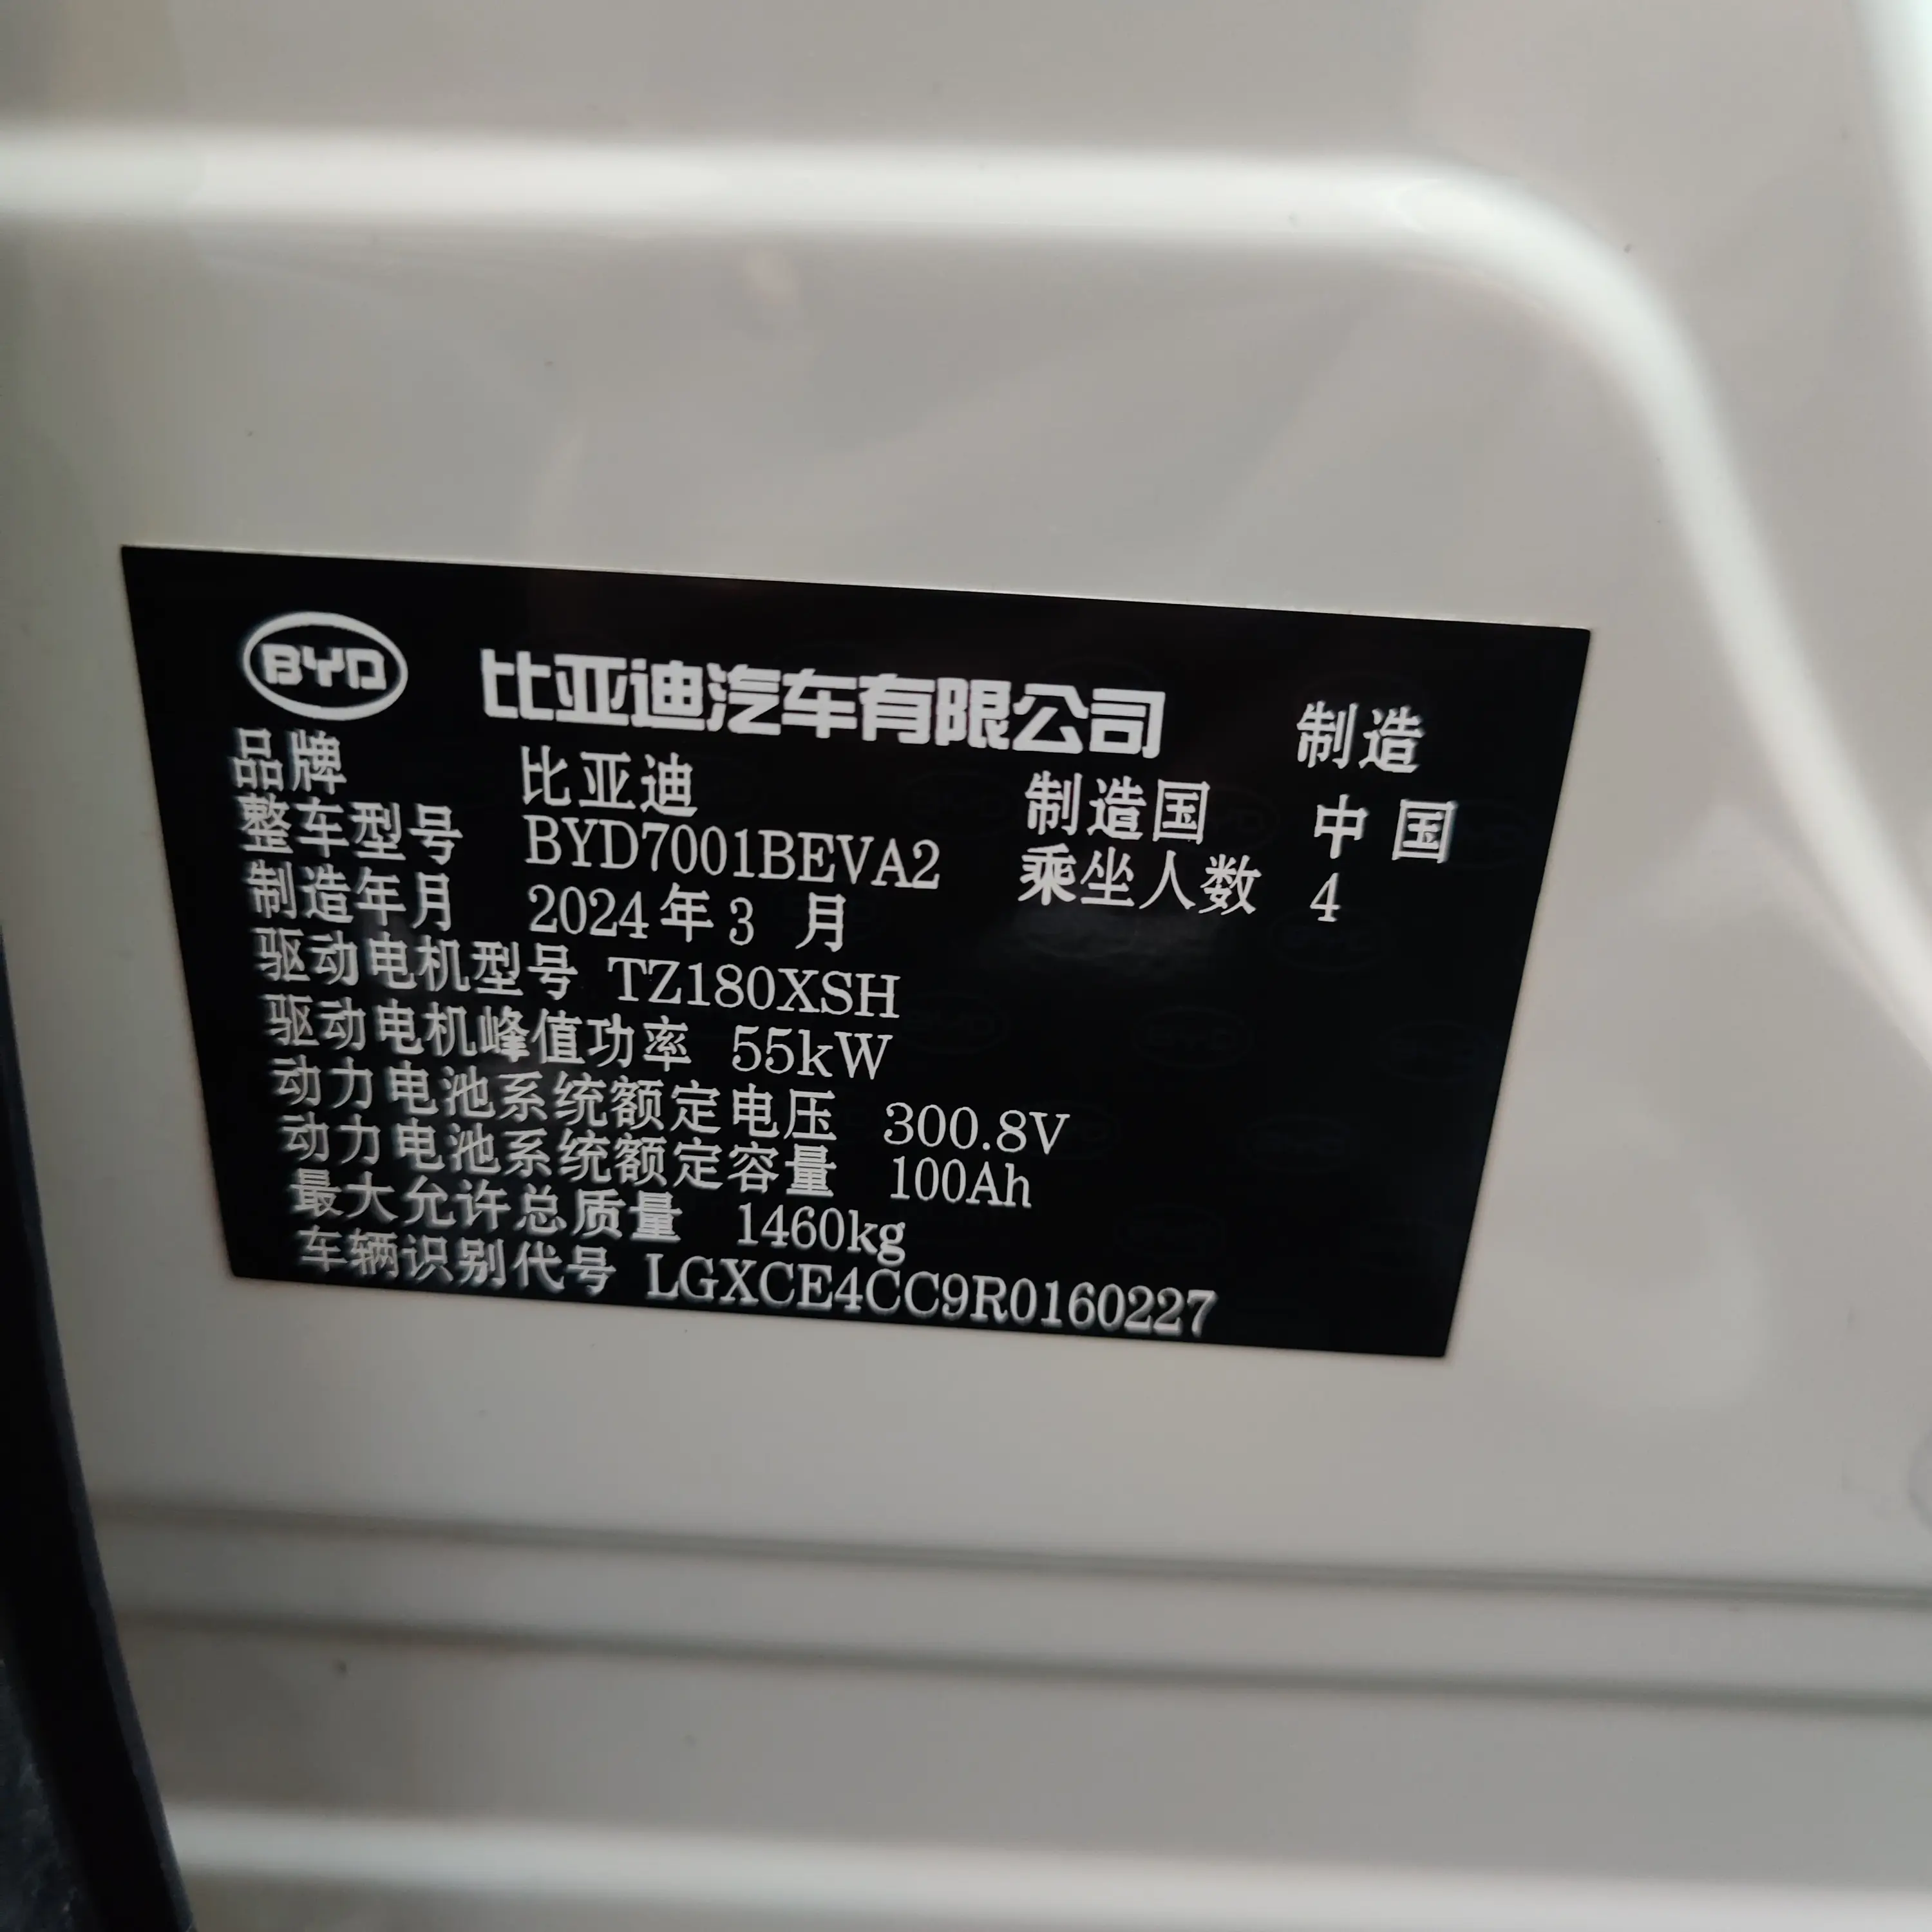 BYD 比亚迪汽车有限公司 制造
品牌 比亚迪 制造国 中国
整车型号 BYD7001BEVA2 乘坐人数 4
制造年月 2024年3 月
驱动电机型号 TZ180XSH
驱动电机峰值功率 55kW
动力电池系统额定电压 300.8V
动力电池系统额定容量 100Ah
最大允许总质量 1460kg
车辆识别代号 LGXCE4CC9R0160227